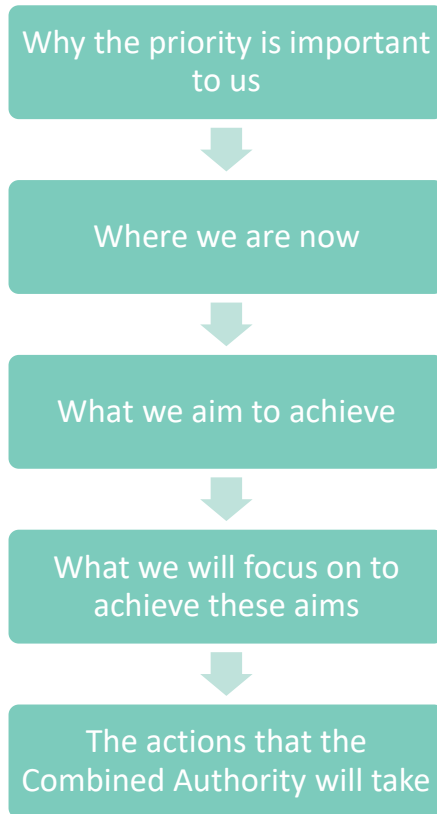 Why the priority is important
to us
Where we are now
What we aim to achieve
What we will focus on to
achieve these aims
The actions that the
Combined Authority will take